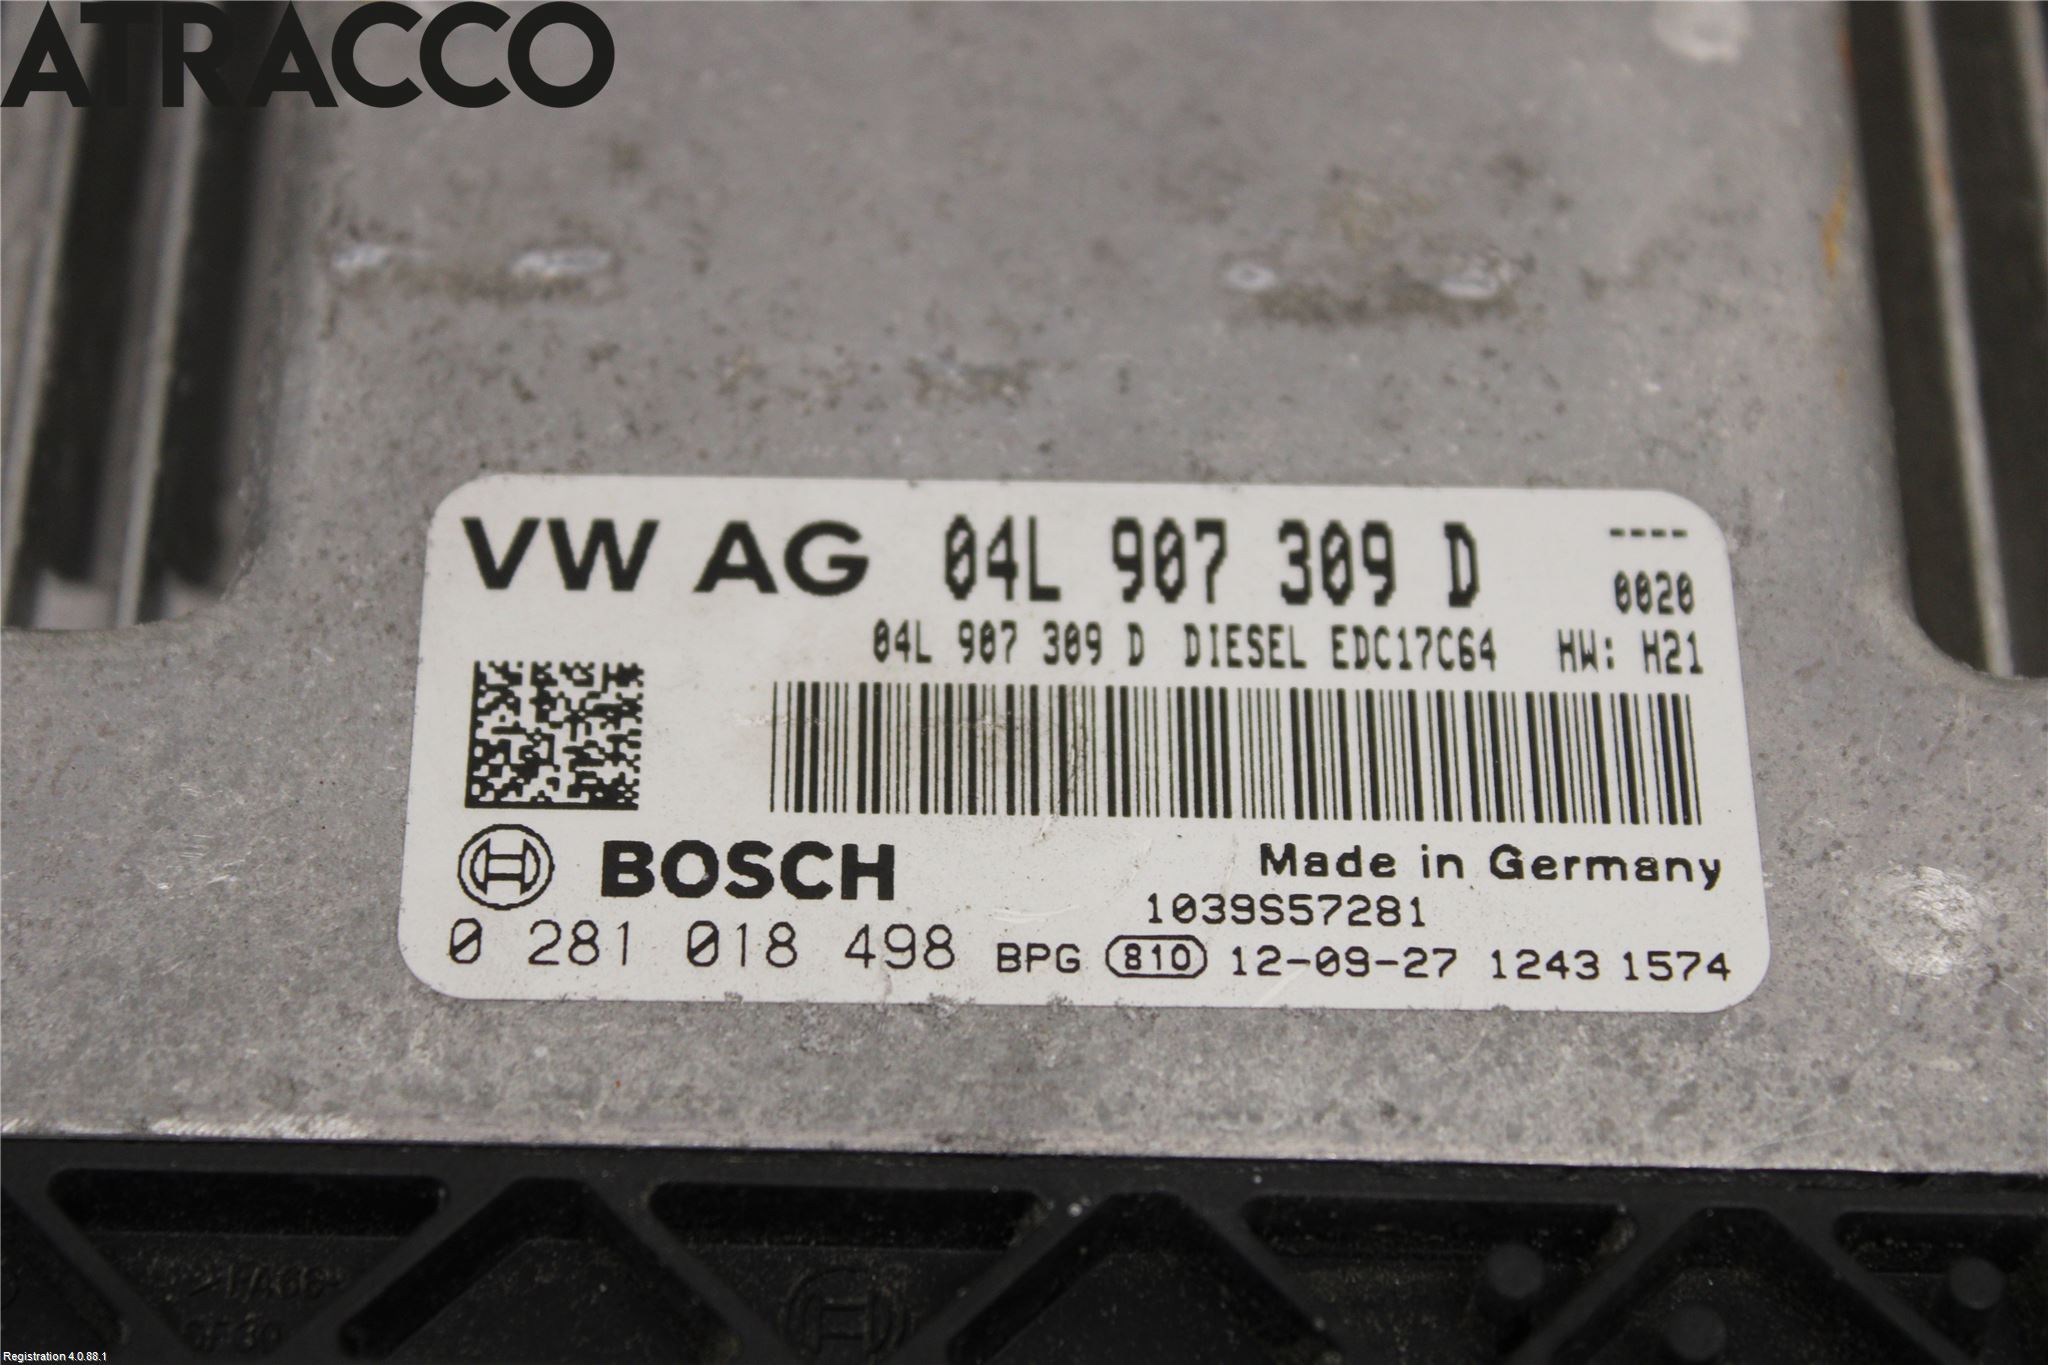 ATRACCO
VW AG 04L 907 309 D ----
0020
04L 907 309 D DIESEL EDC17C64 HW: H21
BOSCH Made in Germany
1039S57281
0 281 018 498 BPG 810 12-09-27 1243 1574
Registration 4.0.88.1